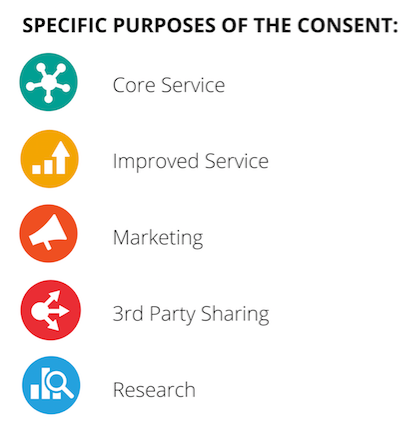 SPECIFIC PURPOSES OF THE CONSENT:
Core Service
Improved Service
Marketing
3rd Party Sharing
Research